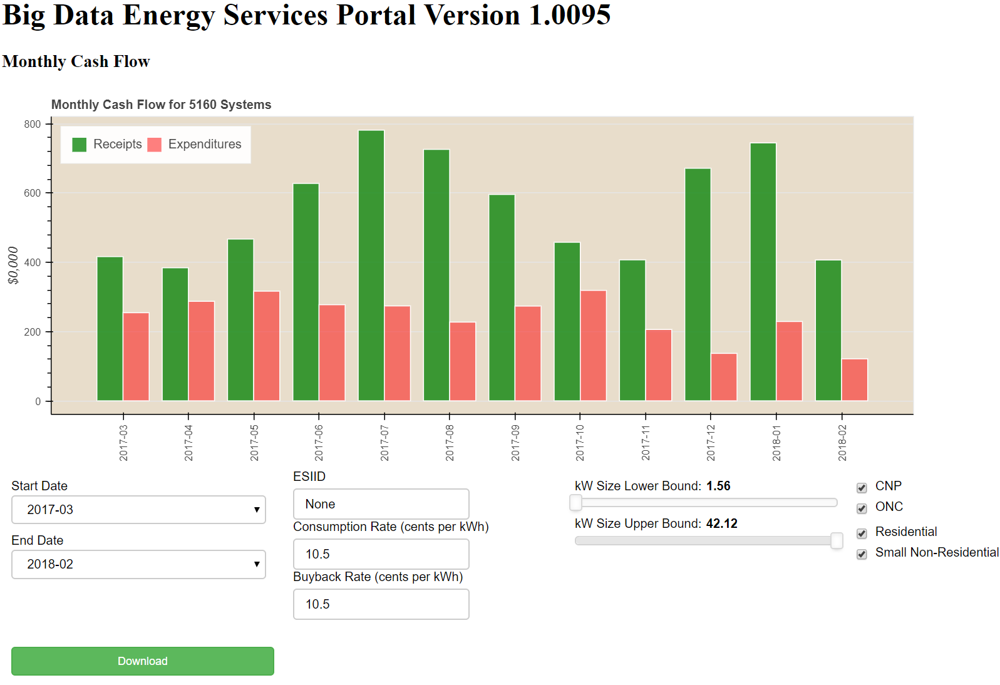 Big Data Energy Services Portal Version 1.0095
Monthly Cash Flow
Monthly Cash Flow for 5160 Systems
Receipts Expenditures
$0,000
800
600
400
200
0
2017-03
2017-04
2017-05
2017-06
2017-07
2017-08
2017-09
2017-10
2017-11
2017-12
2018-01
2018-02
Start Date
2017-03
End Date
2018-02
ESIID
None
Consumption Rate (cents per kWh)
10.5
Buyback Rate (cents per kWh)
10.5
kW Size Lower Bound: 1.56
kW Size Upper Bound: 42.12
CNP
ONC
Residential
Small Non-Residential
Download